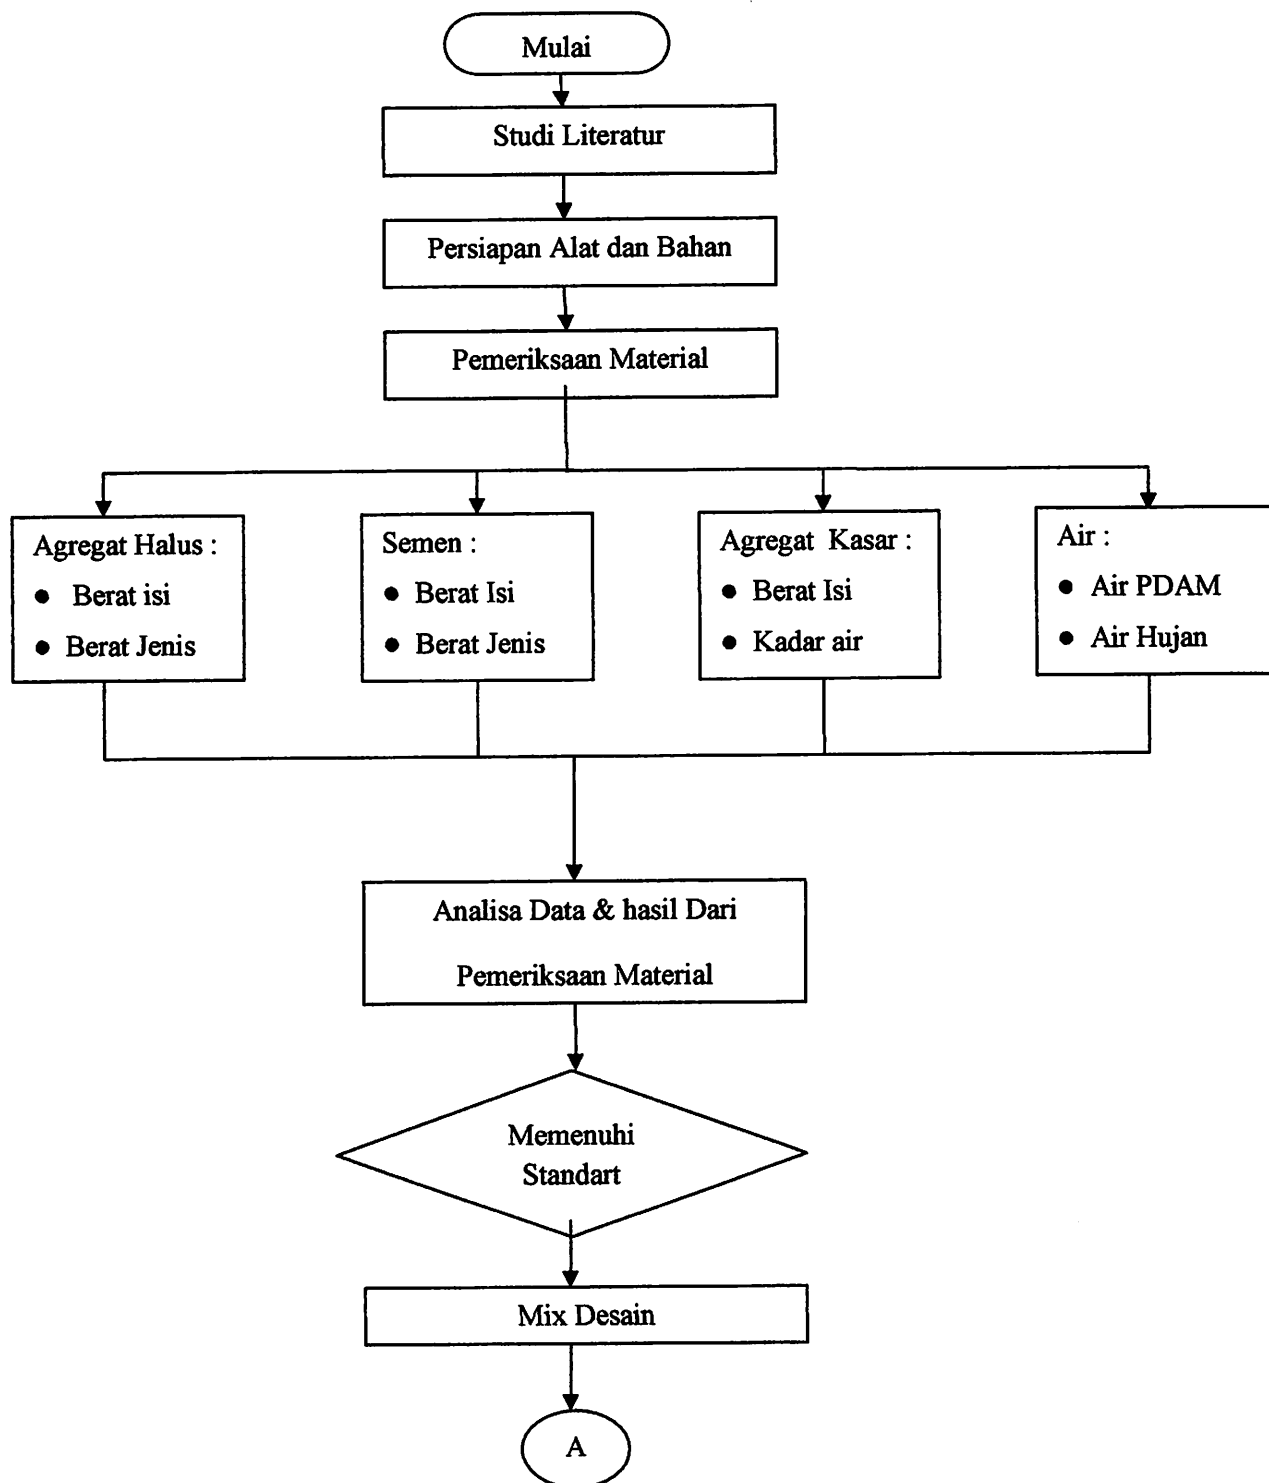 Mulai
Studi Literatur
Persiapan Alat dan Bahan
Pemeriksaan Material
Agregat Halus :
● Berat isi
● Berat Jenis
Semen :
● Berat Isi
● Berat Jenis
Agregat Kasar :
● Berat Isi
● Kadar air
Air :
● Air PDAM
● Air Hujan
Analisa Data & hasil Dari
Pemeriksaan Material
Memenuhi
Standart
Mix Desain
A